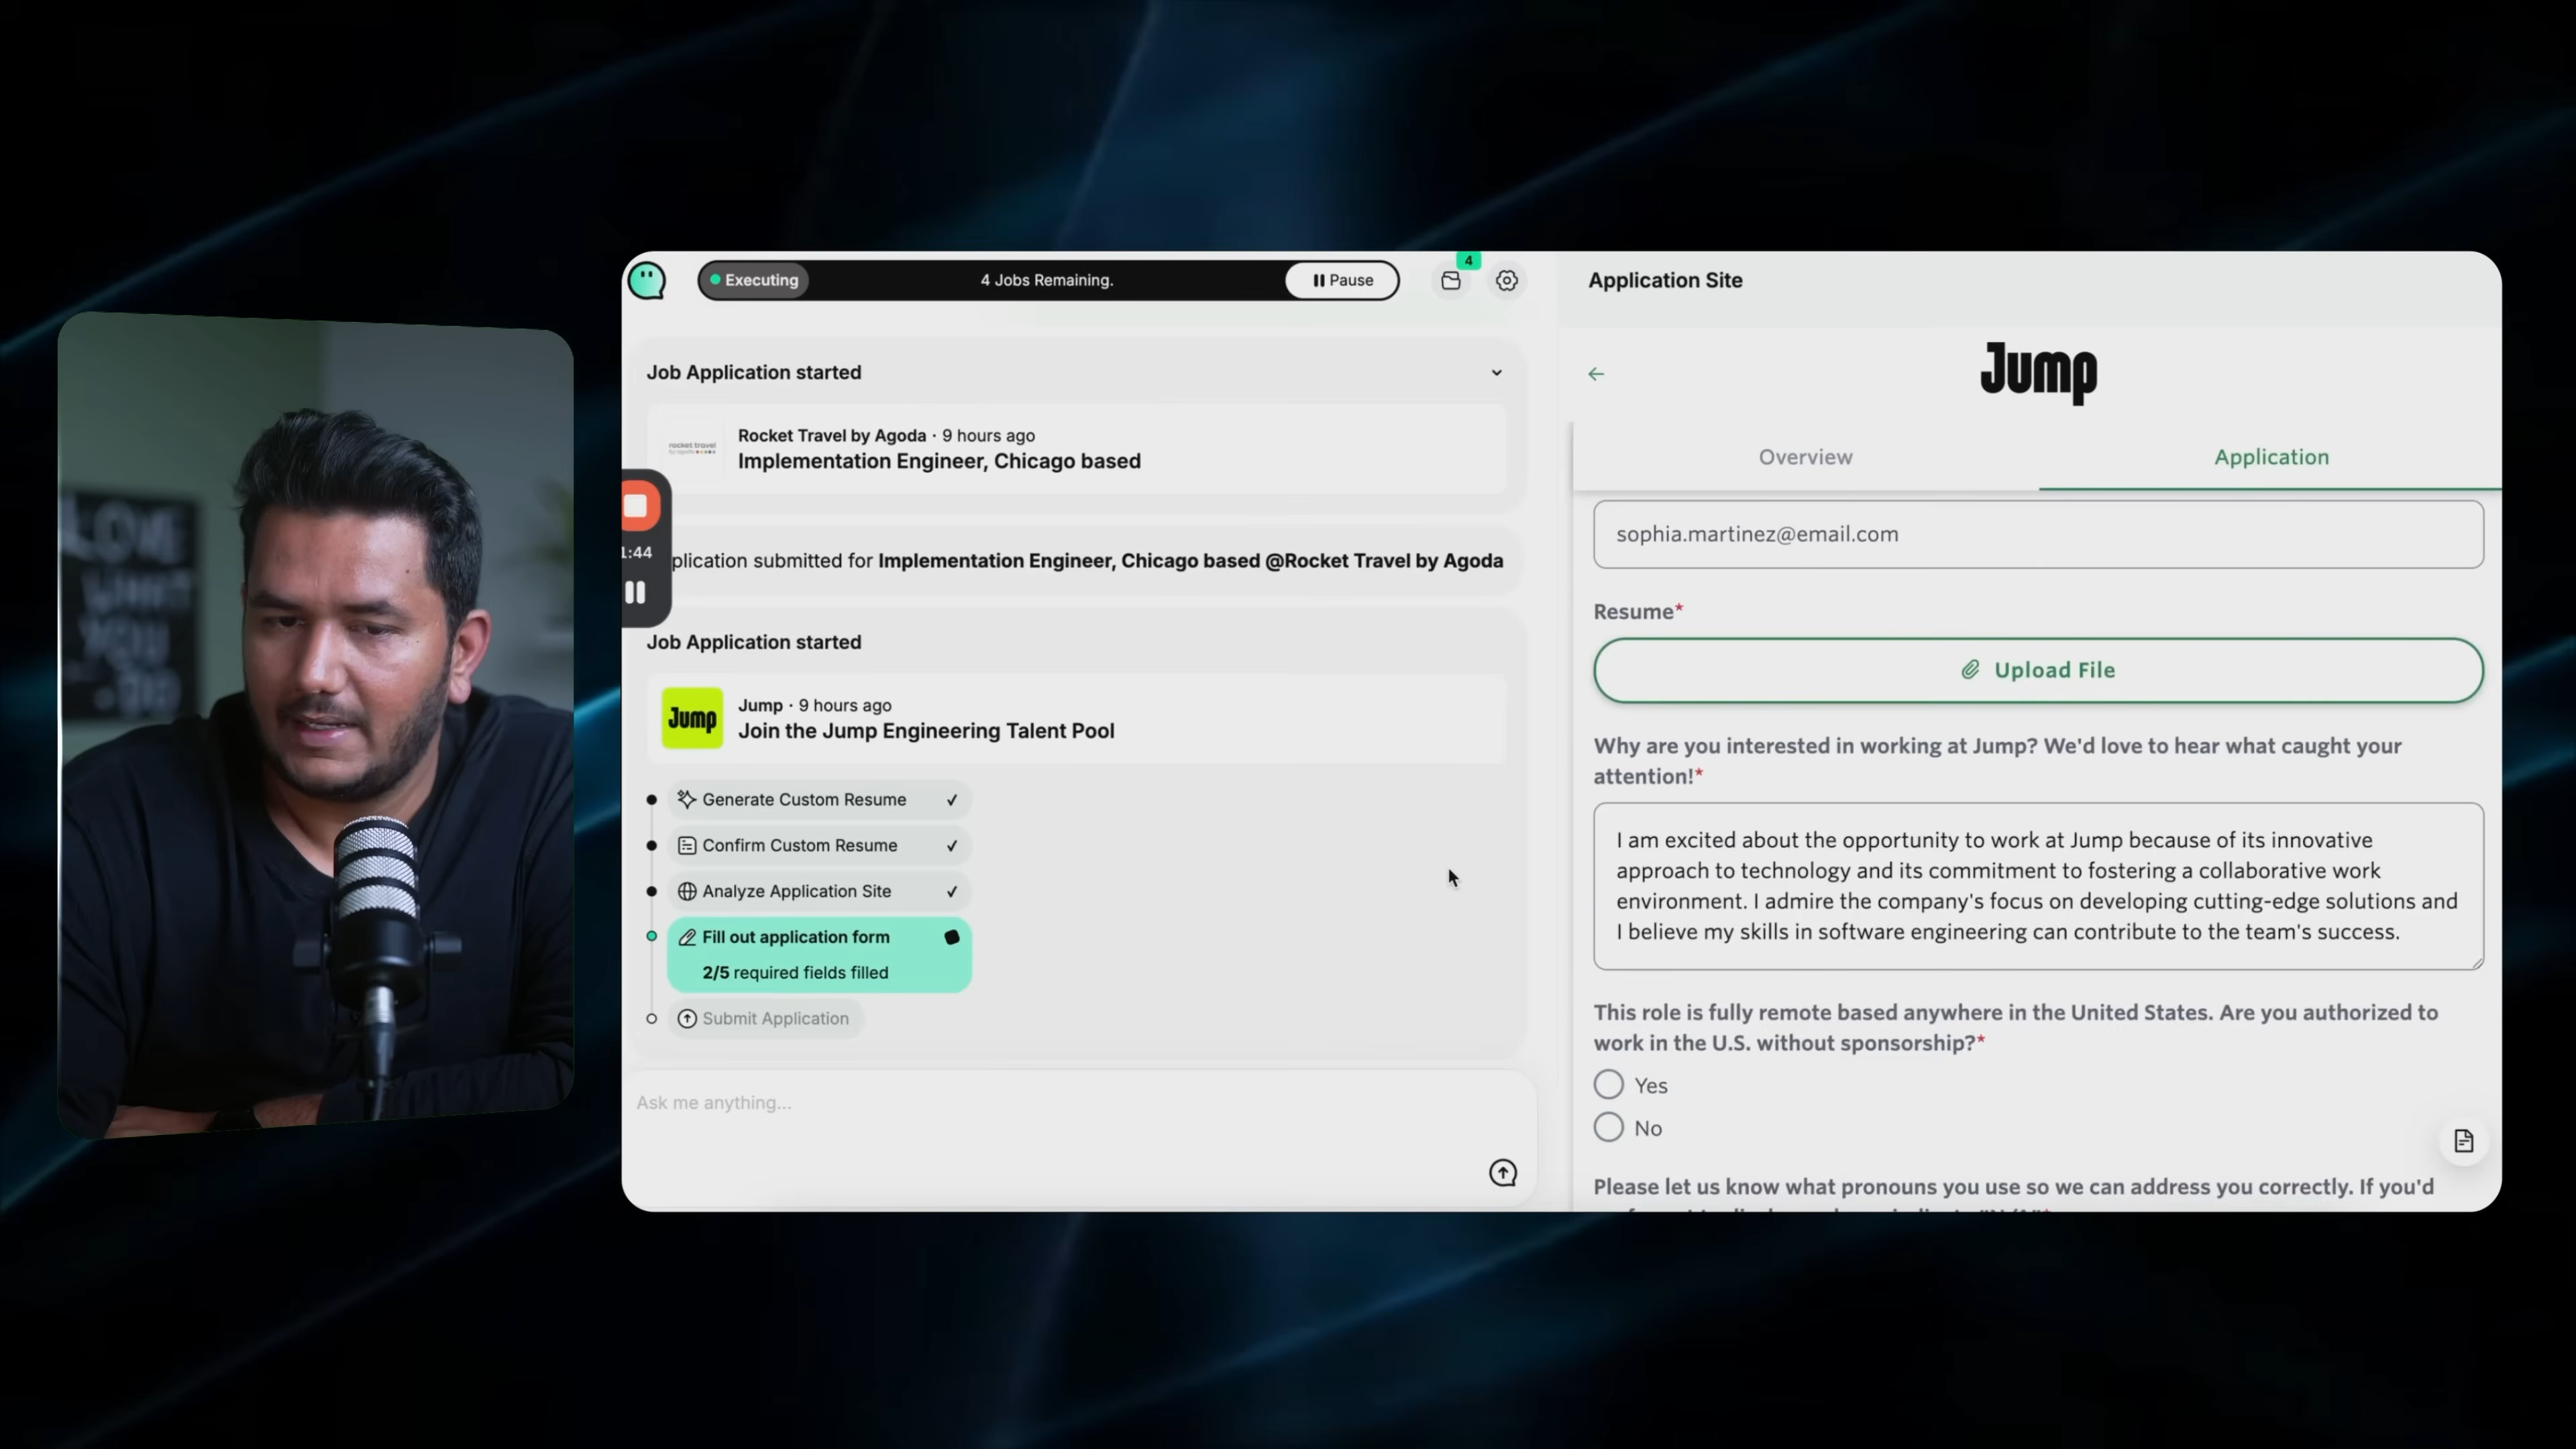 LOVE
WHAT
YOU
DO
Executing
4 Jobs Remaining.
Pause
4
Job Application started
rocket travel
by agoda
Rocket Travel by Agoda · 9 hours ago
Implementation Engineer, Chicago based
1:44
plication submitted for Implementation Engineer, Chicago based @Rocket Travel by Agoda
Job Application started
Jump
Jump · 9 hours ago
Join the Jump Engineering Talent Pool
Generate Custom Resume ✓
Confirm Custom Resume ✓
Analyze Application Site ✓
Fill out application form
2/5 required fields filled
Submit Application
Ask me anything...
Application Site
Jump
Overview
Application
sophia.martinez@email.com
Resume*
Upload File
Why are you interested in working at Jump? We'd love to hear what caught your
attention!*
I am excited about the opportunity to work at Jump because of its innovative
approach to technology and its commitment to fostering a collaborative work
environment. I admire the company's focus on developing cutting-edge solutions and
I believe my skills in software engineering can contribute to the team's success.
This role is fully remote based anywhere in the United States. Are you authorized to
work in the U.S. without sponsorship?*
Yes
No
Please let us know what pronouns you use so we can address you correctly. If you'd